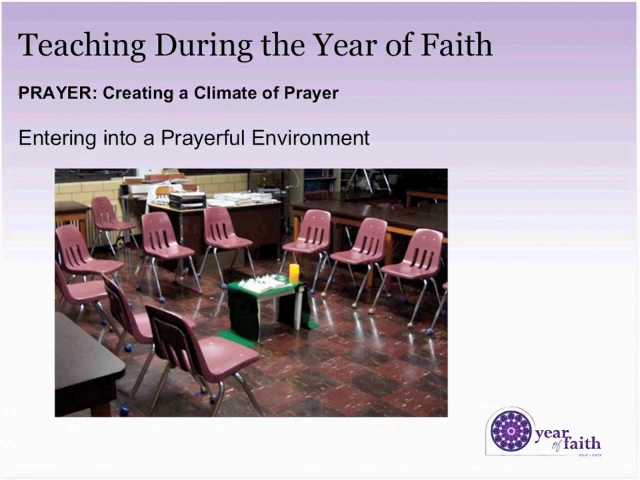 Teaching During the Year of Faith
PRAYER: Creating a Climate of Prayer
Entering into a Prayerful Environment
year
of faith